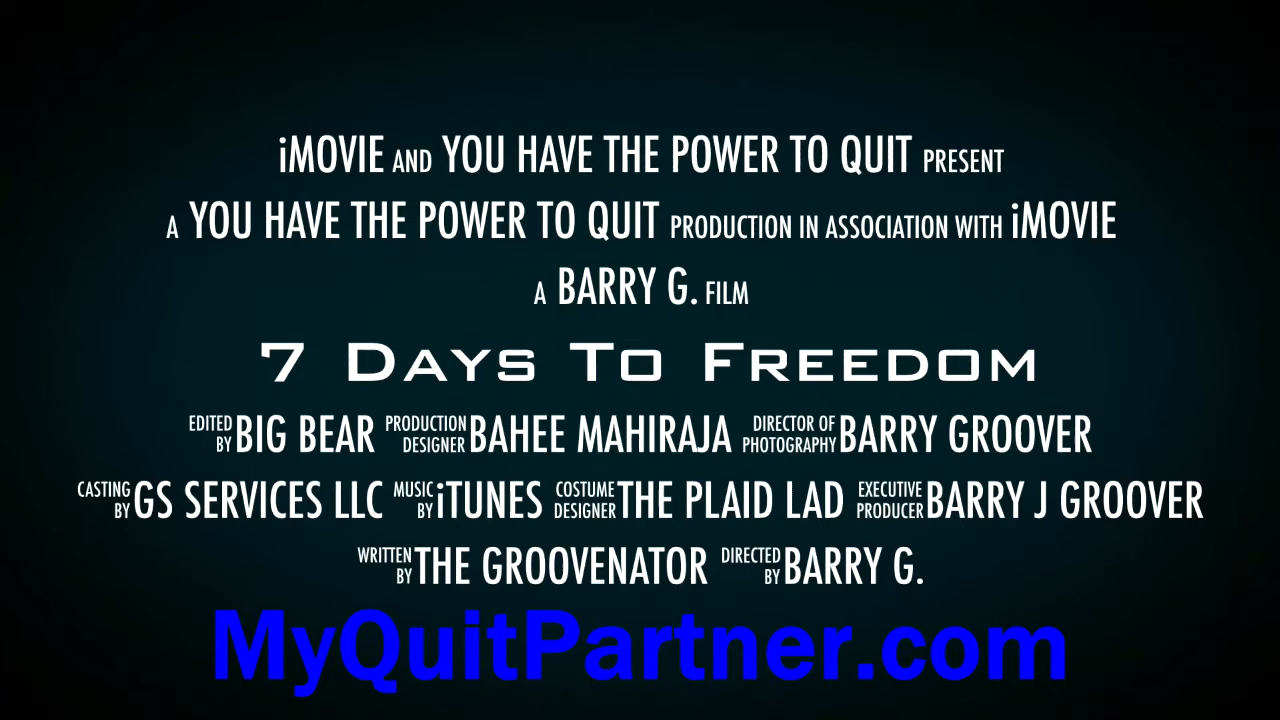 iMOVIE AND YOU HAVE THE POWER TO QUIT PRESENT
A YOU HAVE THE POWER TO QUIT PRODUCTION IN ASSOCIATION WITH iMOVIE
A BARRY G. FILM
7 DAYS TO FREEDOM
EDITED BY BIG BEAR PRODUCTION DESIGNER BAHEE MAHIRAJA DIRECTOR OF PHOTOGRAPHY BARRY GROOVER
CASTING BY GS SERVICES LLC MUSIC BY iTUNES COSTUME DESIGNER THE PLAID LAD EXECUTIVE PRODUCER BARRY J GROOVER
WRITTEN BY THE GROOVENATOR DIRECTED BY BARRY G.
MyQuitPartner.com